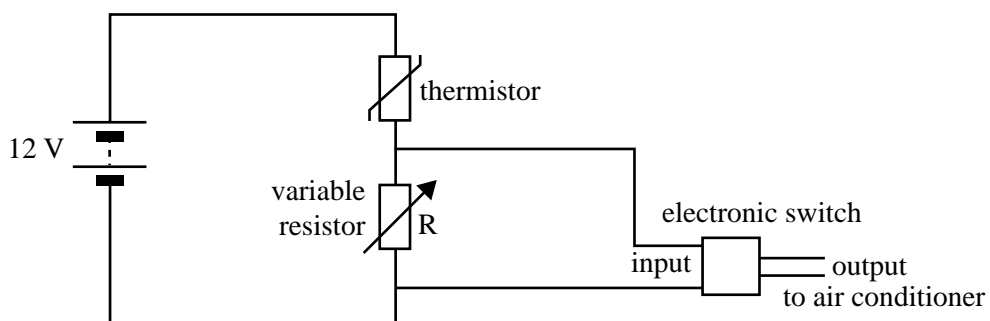 thermistor
12 V
variable
resistor
R
electronic switch
input
output
to air conditioner